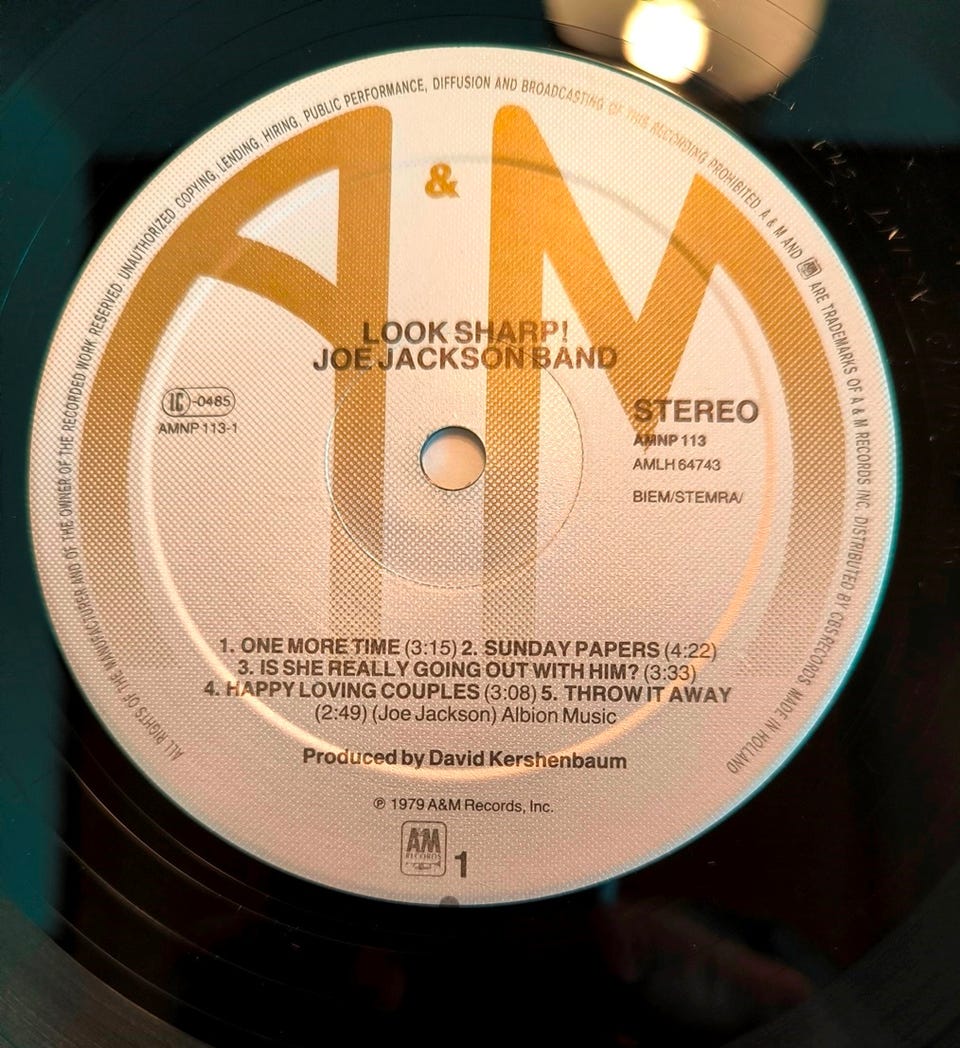 ALL RIGHTS OF THE MANUFACTURER AND OF THE OWNER OF THE RECORDED WORK RESERVED. UNAUTHORIZED COPYING, LENDING, HIRING, PUBLIC PERFORMANCE, DIFFUSION AND BROADCASTING OF THIS RECORDING PROHIBITED. A & M AND AM ARE TRADEMARKS OF A & M RECORDS INC. DISTRIBUTED BY CBS RECORDS. MADE IN HOLLAND
A & M
LOOK SHARP!
JOE JACKSON BAND
LC-0485
AMNP 113-1
STEREO
AMNP 113
AMLH 64743
BIEM/STEMRA/
1. ONE MORE TIME (3:15) 2. SUNDAY PAPERS (4:22)
3. IS SHE REALLY GOING OUT WITH HIM? (3:33)
4. HAPPY LOVING COUPLES (3:08) 5. THROW IT AWAY
(2:49) (Joe Jackson) Albion Music
Produced by David Kershenbaum
℗ 1979 A&M Records, Inc.
AM
RECORDS
1